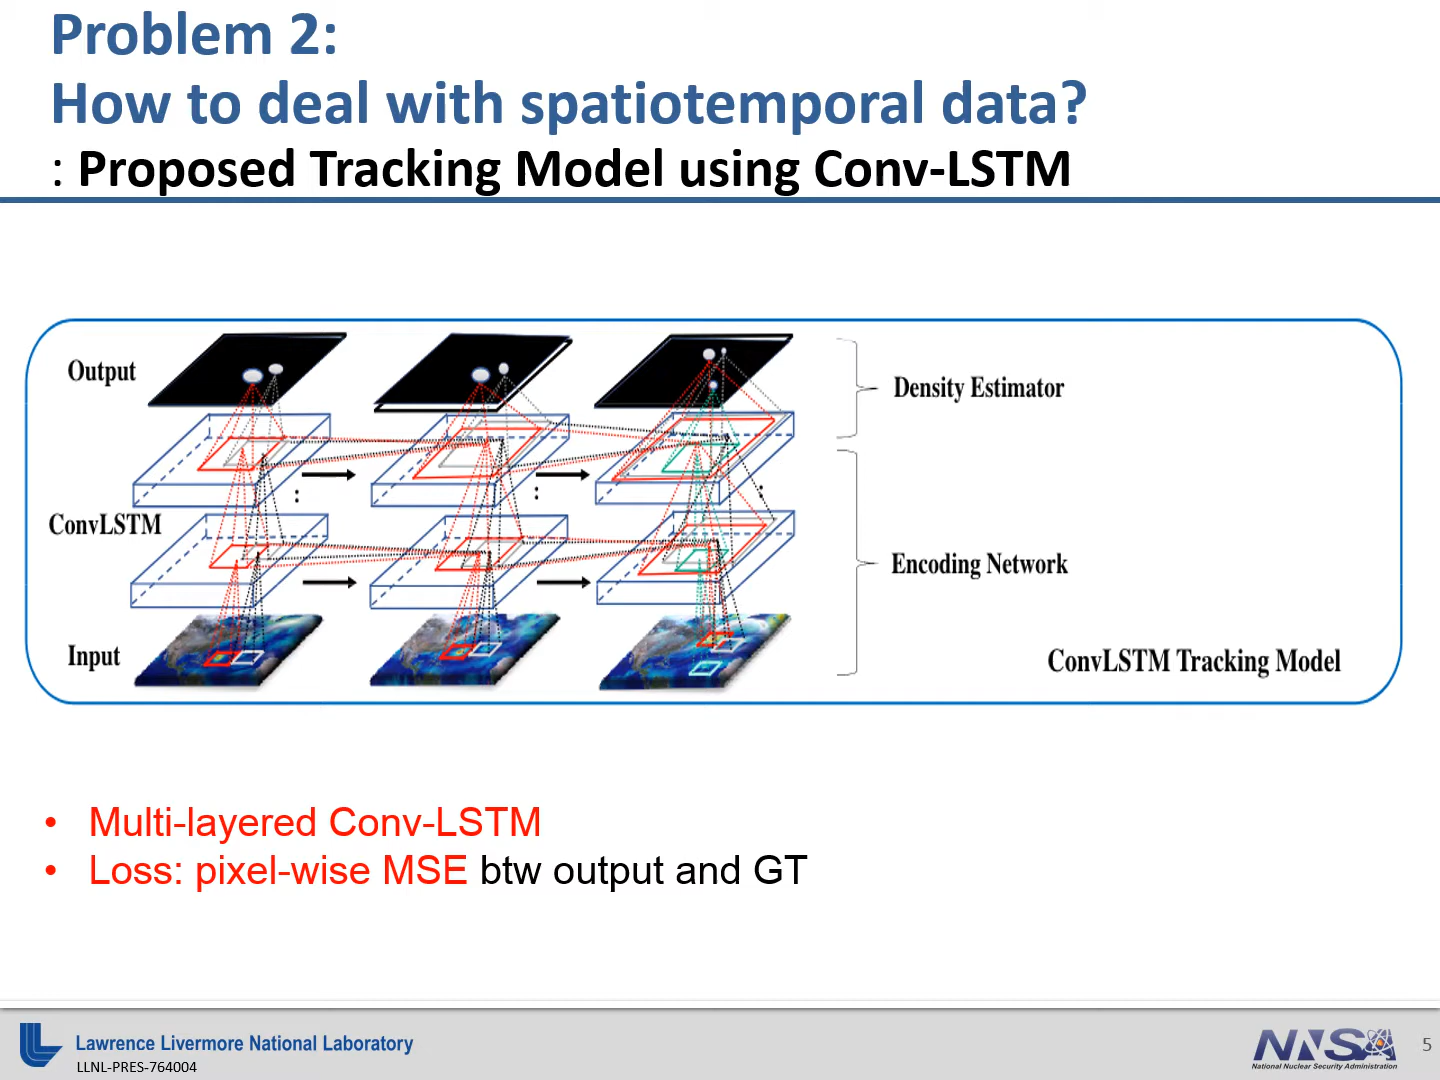 Problem 2:
How to deal with spatiotemporal data?
: Proposed Tracking Model using Conv-LSTM
Output
Density Estimator
:
:
:
ConvLSTM
Encoding Network
Input
ConvLSTM Tracking Model
• Multi-layered Conv-LSTM
• Loss: pixel-wise MSE btw output and GT
Lawrence Livermore National Laboratory
LLNL-PRES-764004
NNSA
National Nuclear Security Administration
5